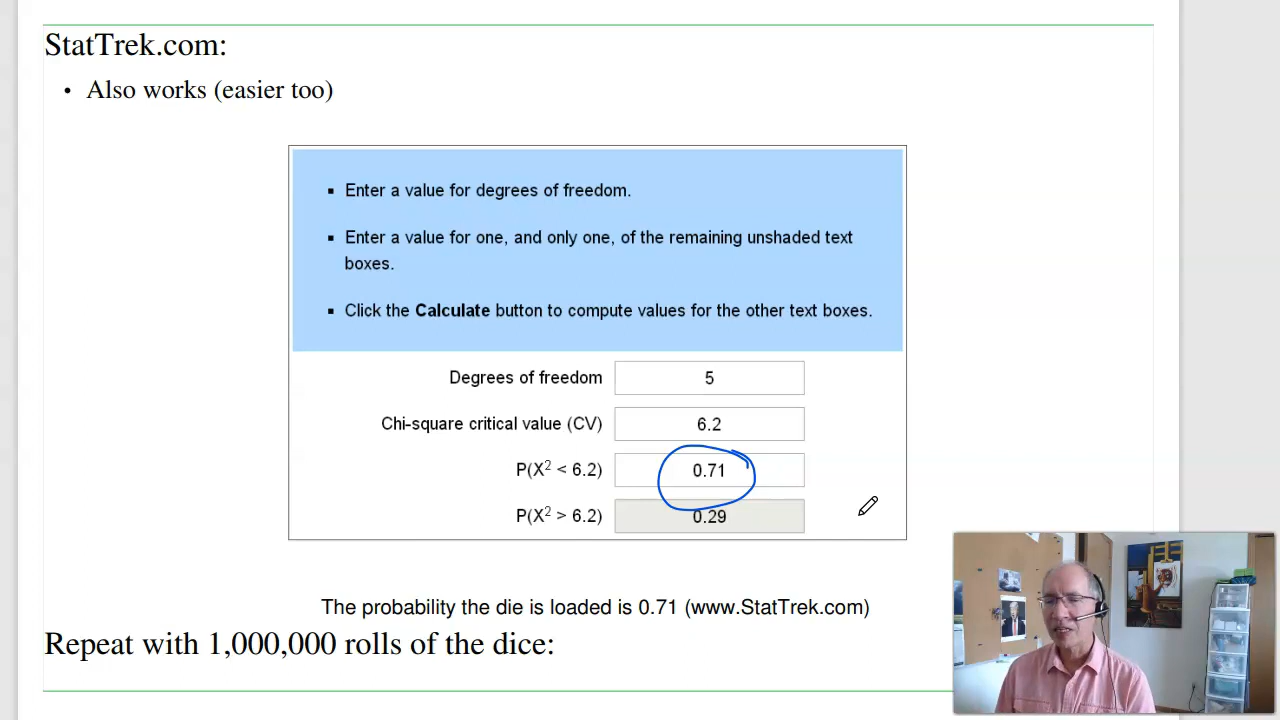 StatTrek.com:
• Also works (easier too)
▪ Enter a value for degrees of freedom.
▪ Enter a value for one, and only one, of the remaining unshaded text
boxes.
▪ Click the Calculate button to compute values for the other text boxes.
Degrees of freedom 5
Chi-square critical value (CV) 6.2
P(X² < 6.2) 0.71
P(X² > 6.2) 0.29
The probability the die is loaded is 0.71 (www.StatTrek.com)
Repeat with 1,000,000 rolls of the dice: